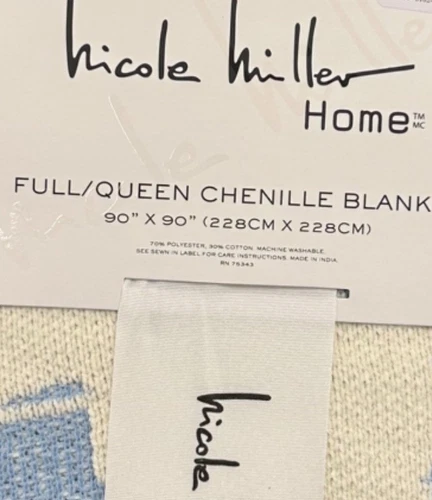 nicole miller
Home™ MC
FULL/QUEEN CHENILLE BLANK
90" X 90" (228CM X 228CM)
70% POLYESTER, 30% COTTON. MACHINE WASHABLE.
SEE SEWN IN LABEL FOR CARE INSTRUCTIONS. MADE IN INDIA.
RN 75343
nicole